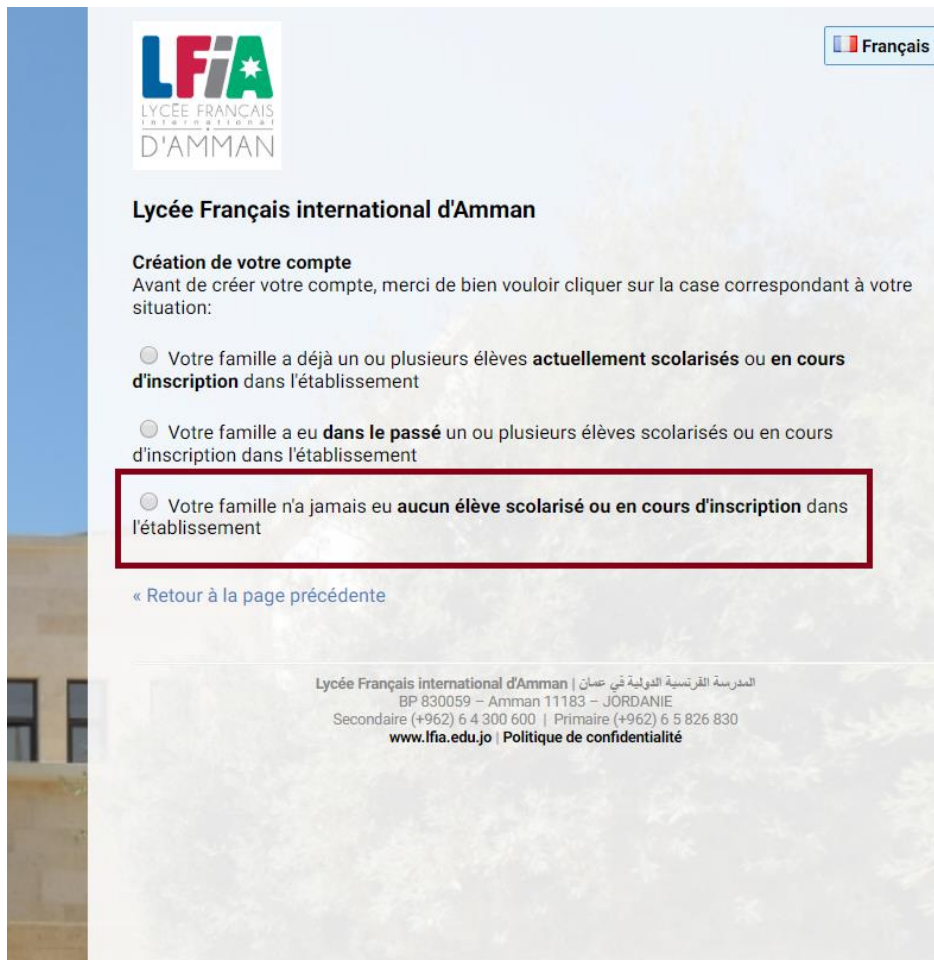 Français
LFiA
LYCÉE FRANÇAIS
international
D'AMMAN
Lycée Français international d'Amman
Création de votre compte
Avant de créer votre compte, merci de bien vouloir cliquer sur la case correspondant à votre
situation:
Votre famille a déjà un ou plusieurs élèves actuellement scolarisés ou en cours
d'inscription dans l'établissement
Votre famille a eu dans le passé un ou plusieurs élèves scolarisés ou en cours
d'inscription dans l'établissement
Votre famille n'a jamais eu aucun élève scolarisé ou en cours d'inscription dans
l'établissement
« Retour à la page précédente
Lycée Français international d'Amman | المدرسة الفرنسية الدولية في عمان
BP 830059 – Amman 11183 – JORDANIE
Secondaire (+962) 6 4 300 600 | Primaire (+962) 6 5 826 830
www.lfia.edu.jo | Politique de confidentialité